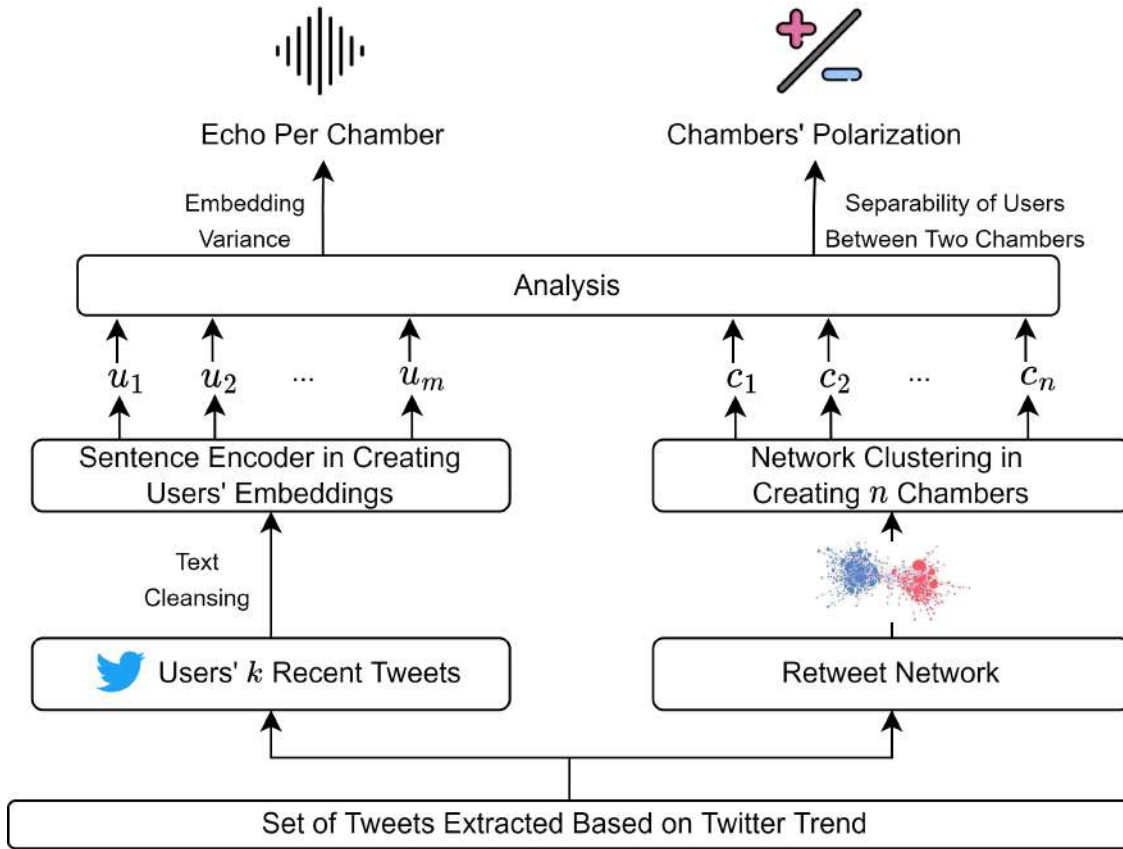 Echo Per Chamber
Chambers' Polarization
Embedding
Variance
Separability of Users
Between Two Chambers
Analysis
u₁ u₂ ... uₘ
c₁ c₂ ... cₙ
Sentence Encoder in Creating
Users' Embeddings
Network Clustering in
Creating n Chambers
Text
Cleansing
Users' k Recent Tweets
Retweet Network
Set of Tweets Extracted Based on Twitter Trend